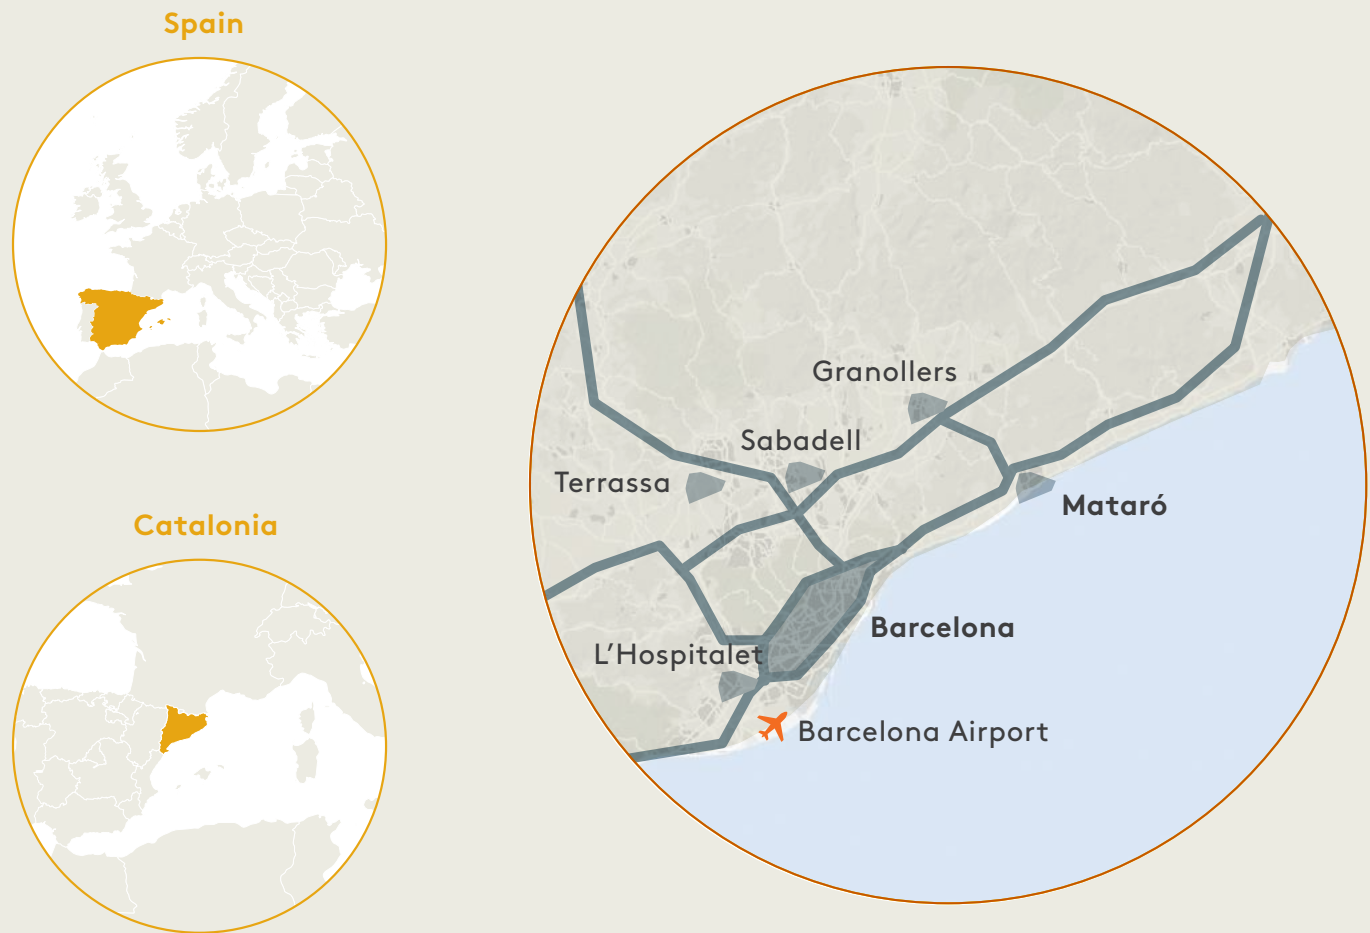 Spain
Catalonia
Granollers
Sabadell
Terrassa
Mataró
Barcelona
L’Hospitalet
Barcelona Airport